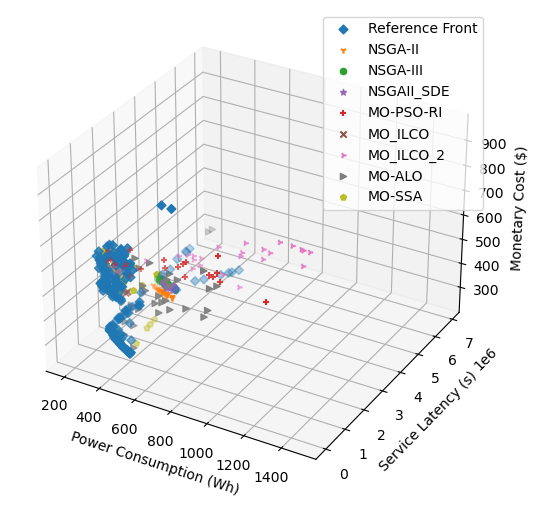 Reference Front
NSGA-II
NSGA-III
NSGAII_SDE
MO-PSO-RI
MO_ILCO
MO_ILCO_2
MO-ALO
MO-SSA
900
800
700
600
500
400
300
Monetary Cost ($)
7
6
5
4
3
2
1
0
1e6
Service Latency (s)
200
400
600
800
1000
1200
1400
Power Consumption (Wh)